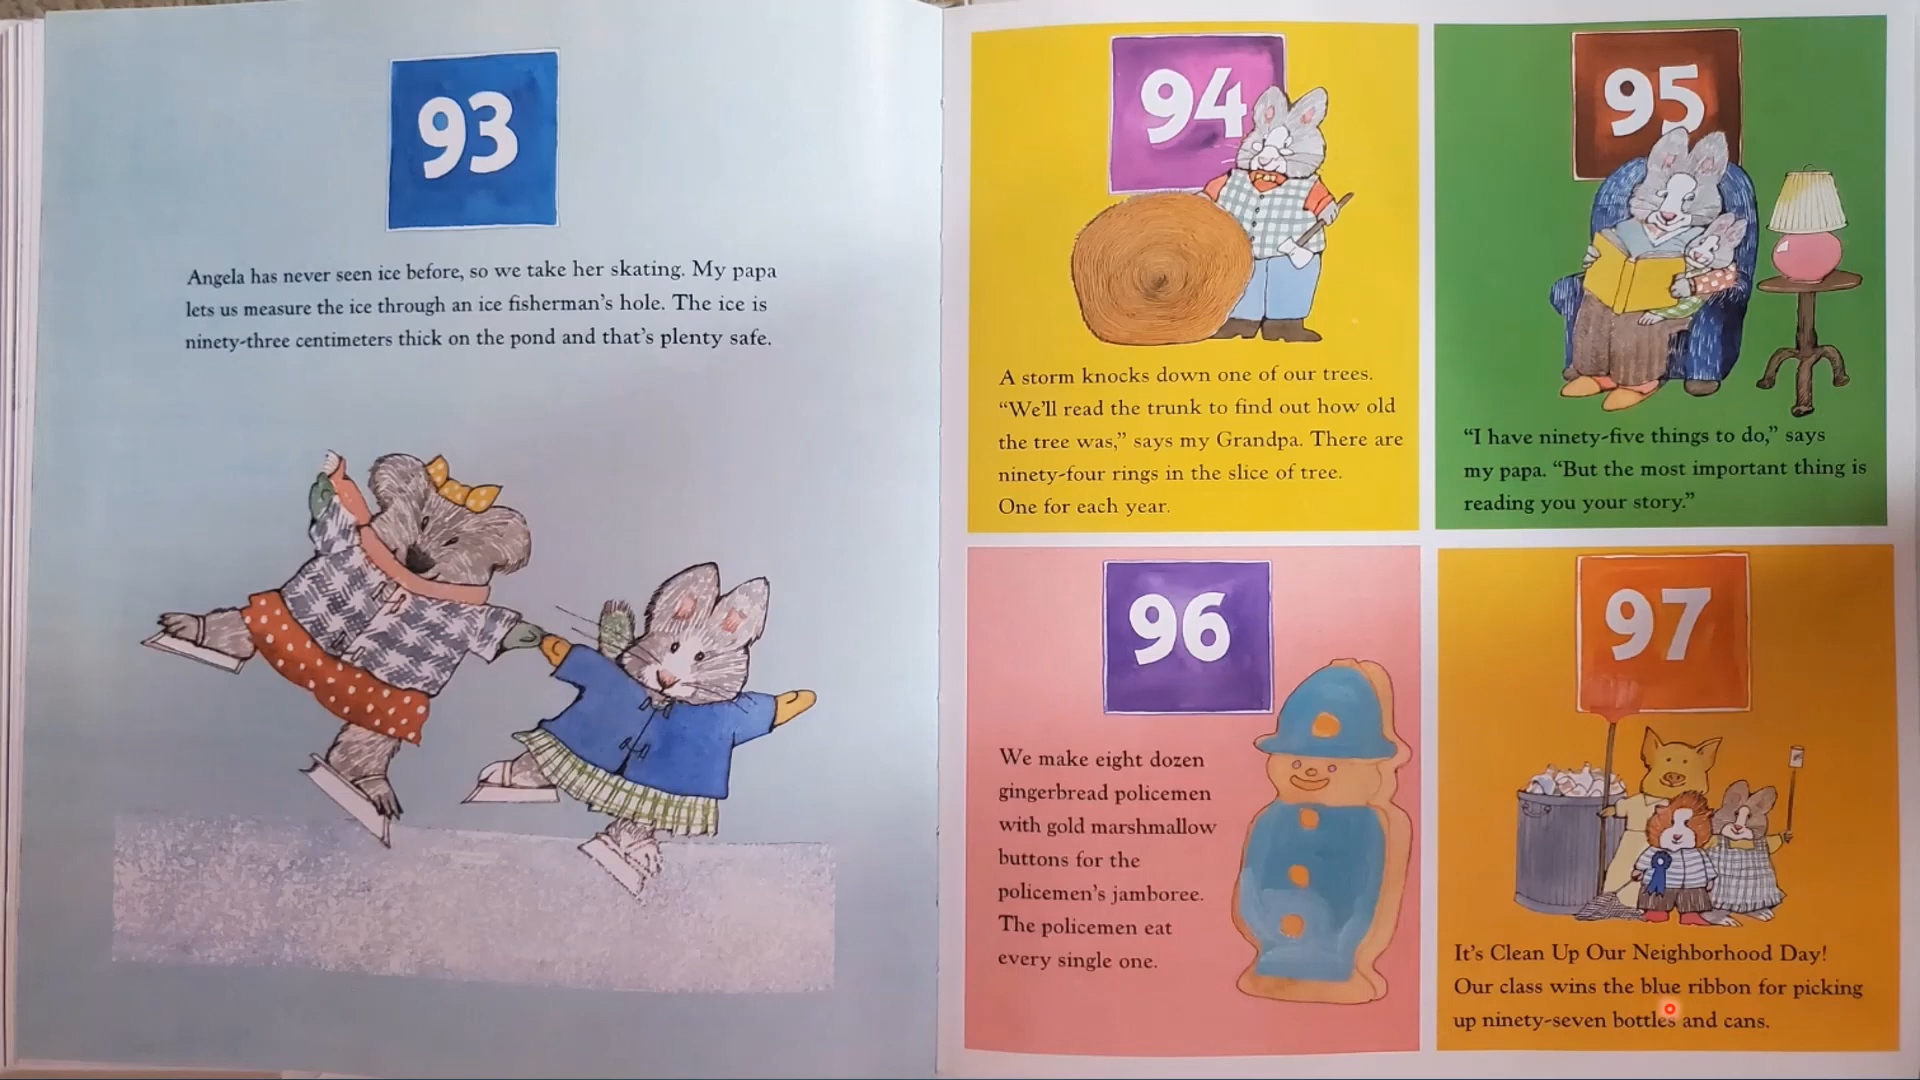 93
Angela has never seen ice before, so we take her skating. My papa
lets us measure the ice through an ice fisherman's hole. The ice is
ninety-three centimeters thick on the pond and that's plenty safe.
94
A storm knocks down one of our trees.
“We'll read the trunk to find out how old
the tree was,” says my Grandpa. There are
ninety-four rings in the slice of tree.
One for each year.
95
“I have ninety-five things to do,” says
my papa. “But the most important thing is
reading you your story.”
96
We make eight dozen
gingerbread policemen
with gold marshmallow
buttons for the
policemen's jamboree.
The policemen eat
every single one.
97
It's Clean Up Our Neighborhood Day!
Our class wins the blue ribbon for picking
up ninety-seven bottles and cans.